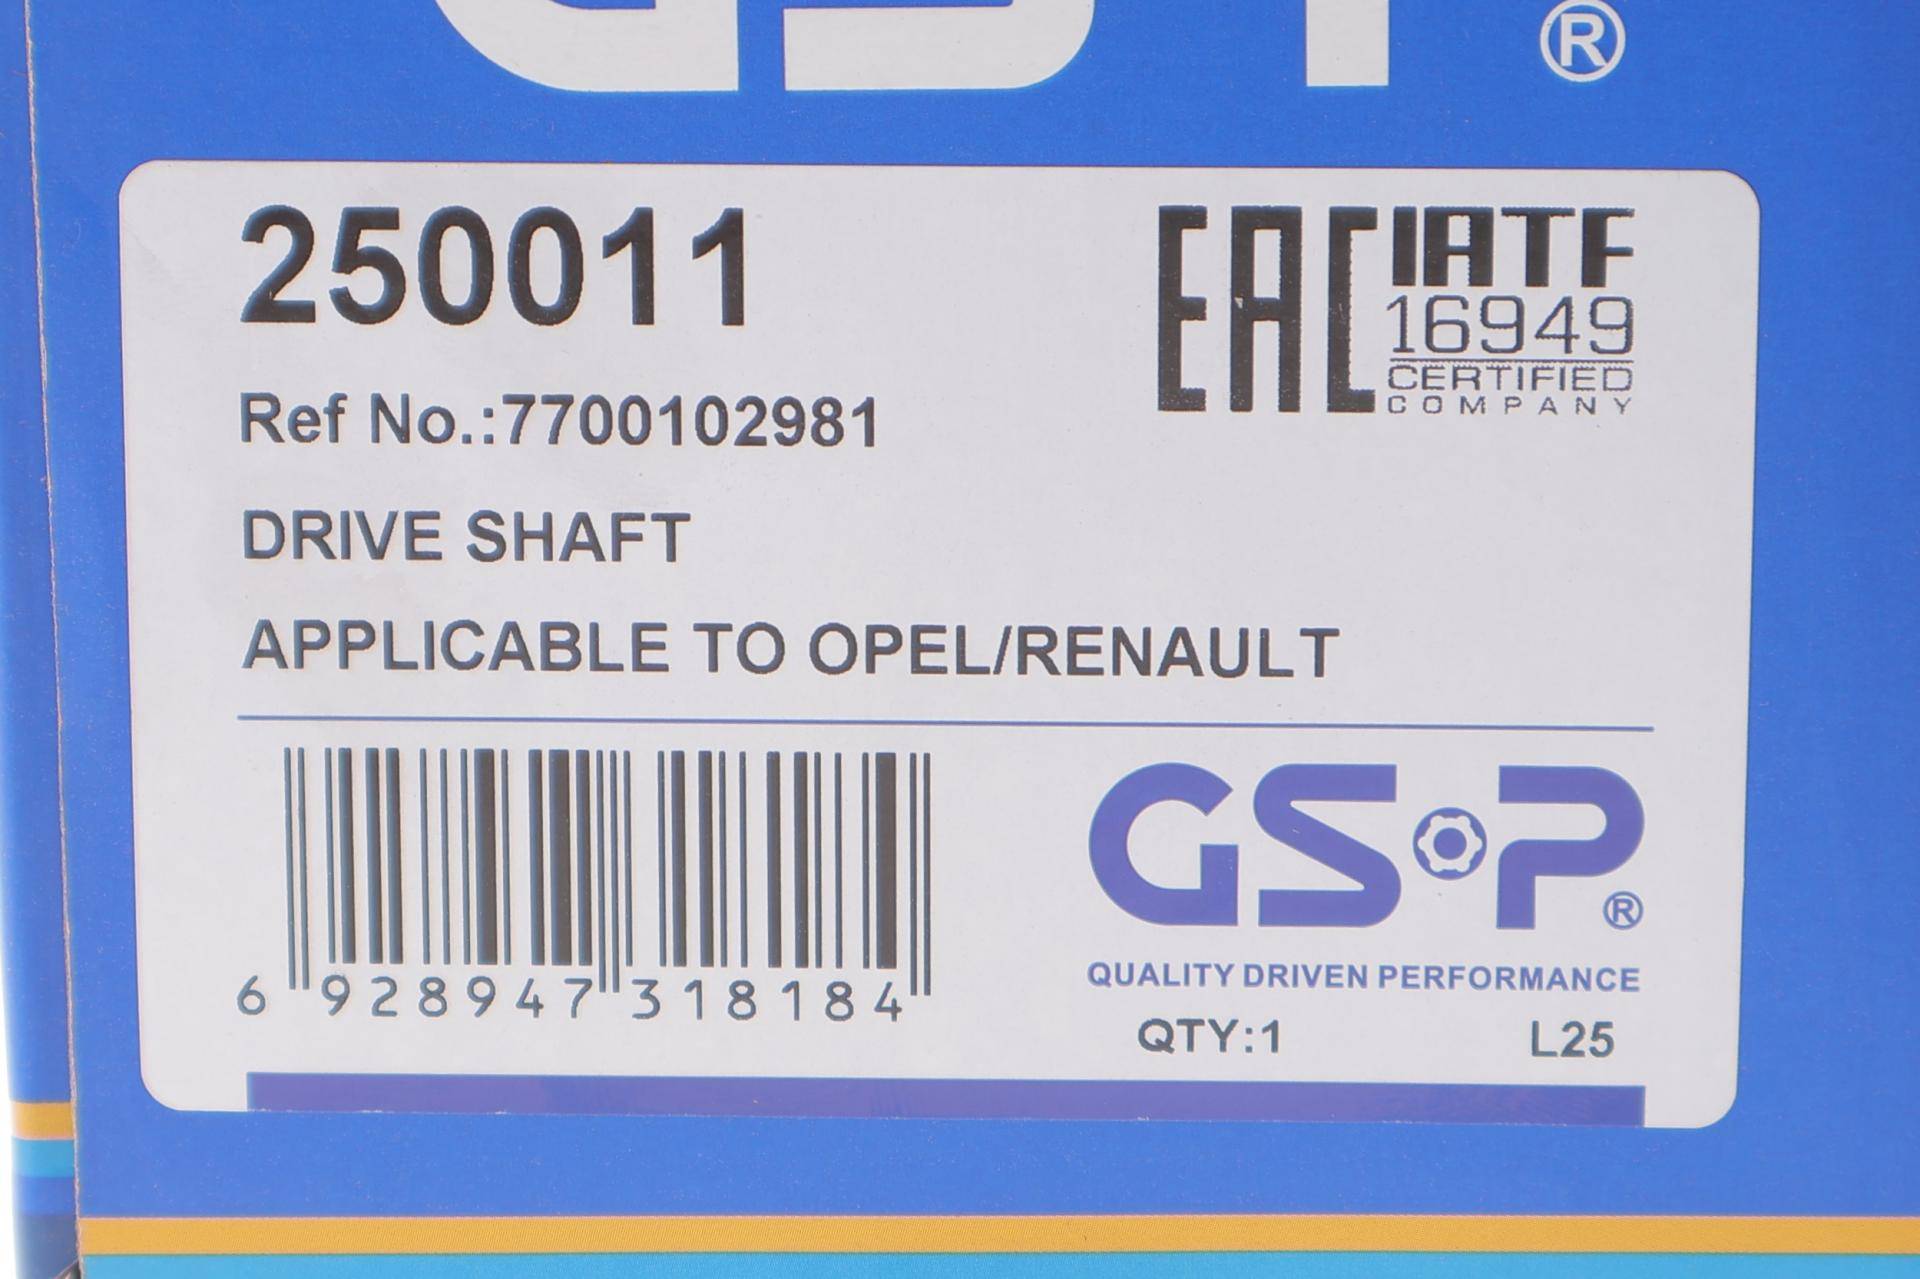 GSP®
250011
EAC IATF
16949
CERTIFIED
COMPANY
Ref No.:7700102981
DRIVE SHAFT
APPLICABLE TO OPEL/RENAULT
GSP®
QUALITY DRIVEN PERFORMANCE
6 928947 318184
QTY:1 L25